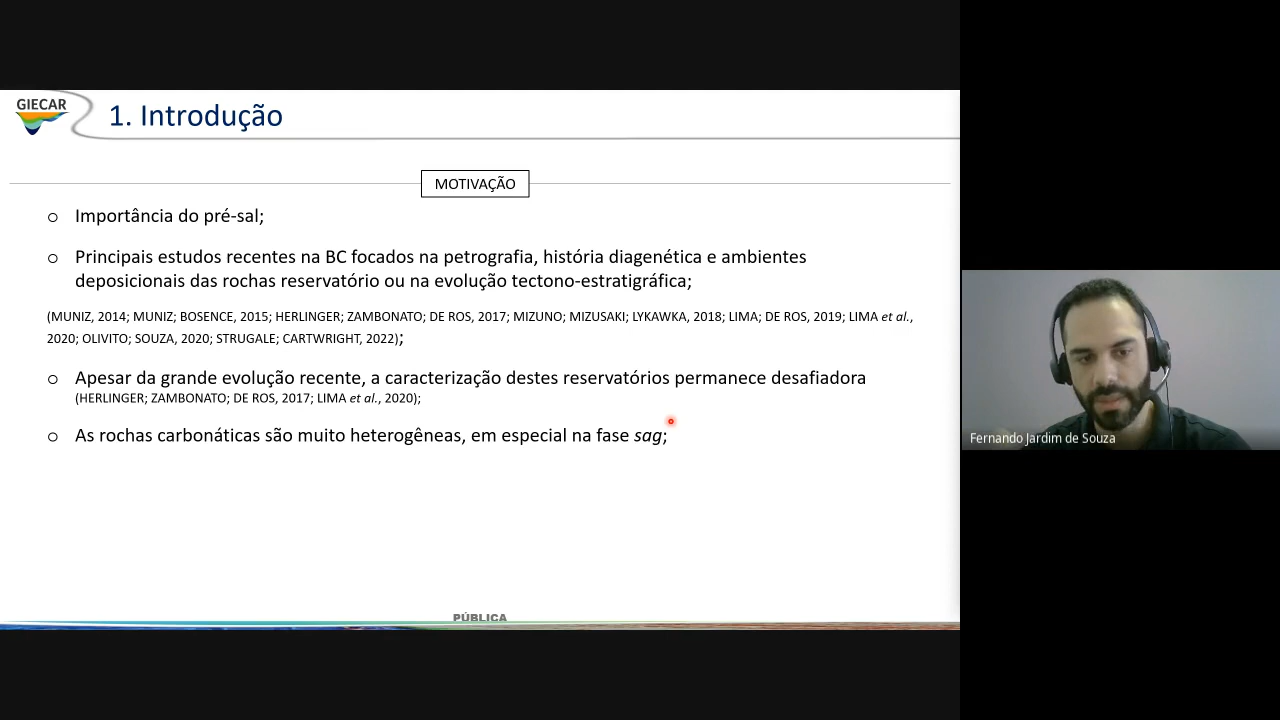 GIECAR
1. Introdução
MOTIVAÇÃO
o Importância do pré-sal;
o Principais estudos recentes na BC focados na petrografia, história diagenética e ambientes
deposicionais das rochas reservatório ou na evolução tectono-estratigráfica;
(MUNIZ, 2014; MUNIZ; BOSENCE, 2015; HERLINGER; ZAMBONATO; DE ROS, 2017; MIZUNO; MIZUSAKI; LYKAWKA, 2018; LIMA; DE ROS, 2019; LIMA et al.,
2020; OLIVITO; SOUZA, 2020; STRUGALE; CARTWRIGHT, 2022);
o Apesar da grande evolução recente, a caracterização destes reservatórios permanece desafiadora
(HERLINGER; ZAMBONATO; DE ROS, 2017; LIMA et al., 2020);
o As rochas carbonáticas são muito heterogêneas, em especial na fase sag;
PÚBLICA
Fernando Jardim de Souza